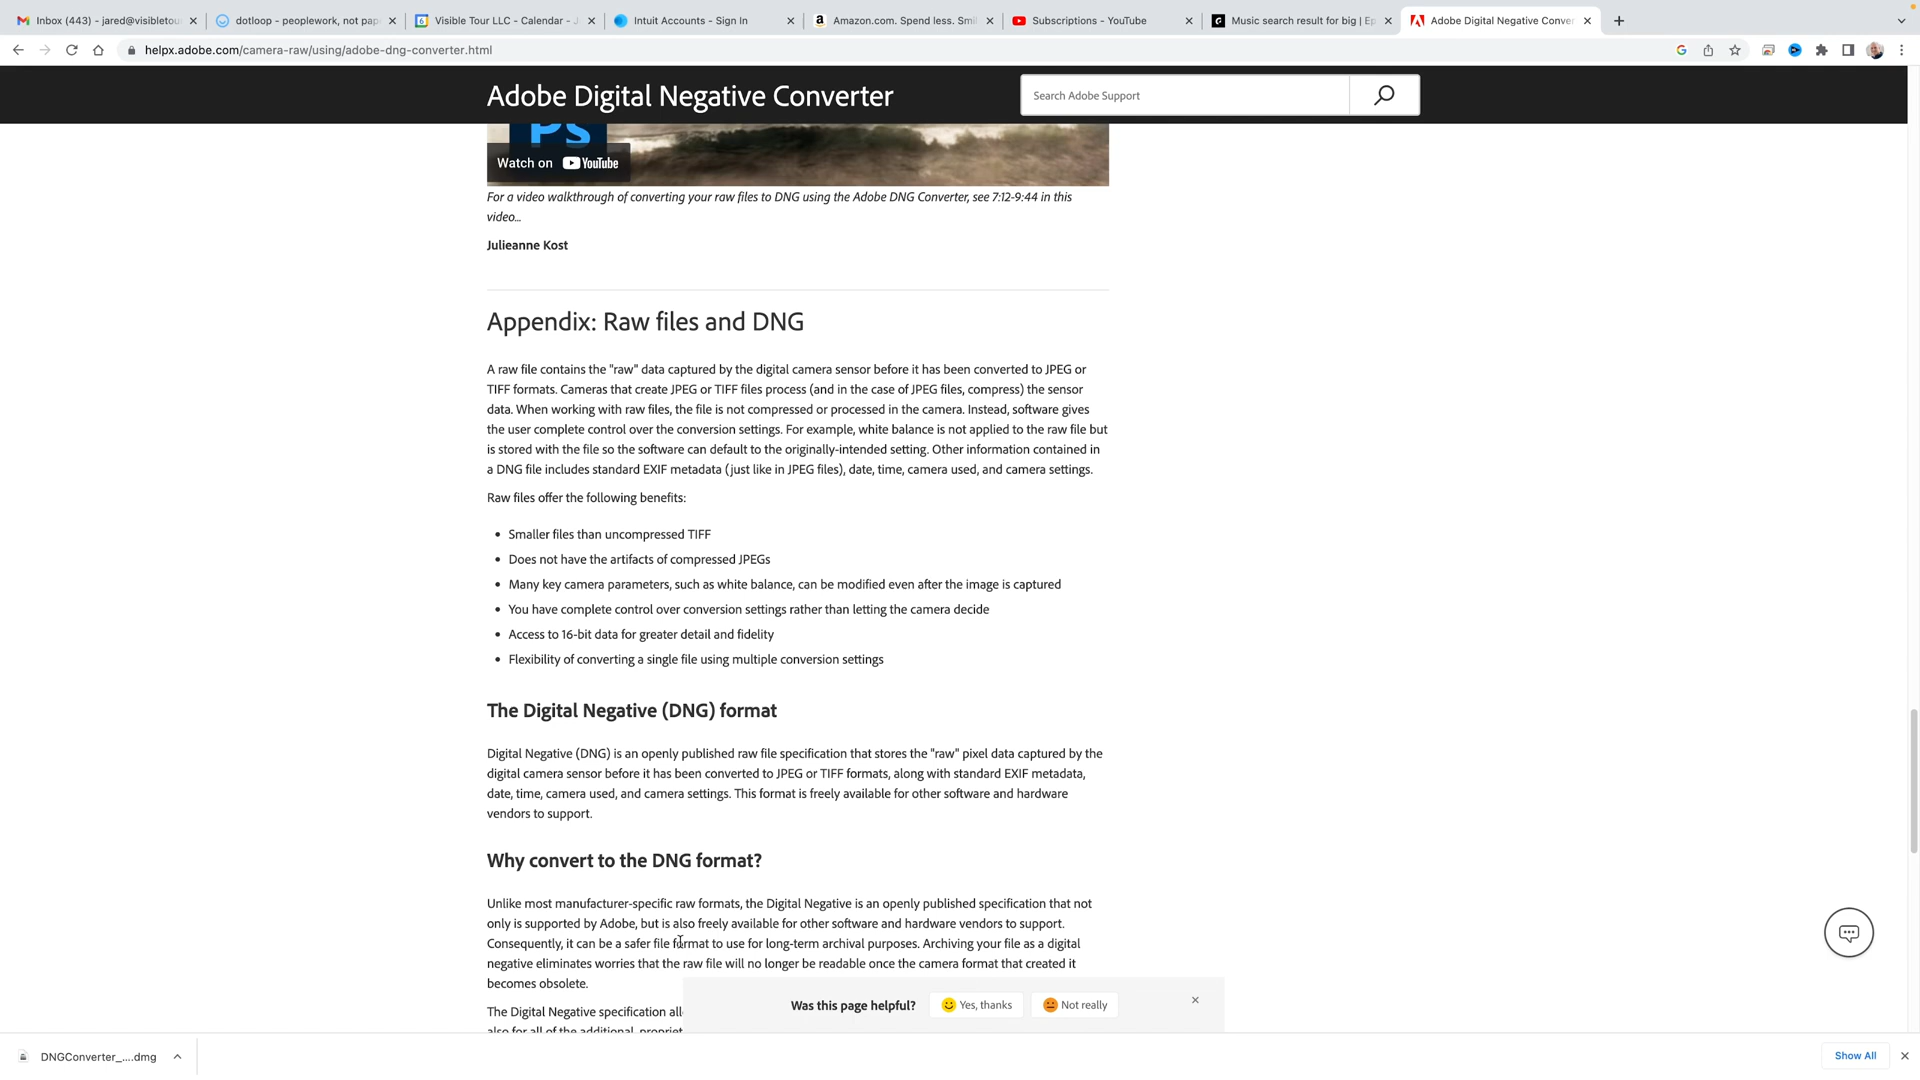 Inbox (443) - jared@visibletou
dotloop - peoplework, not pap
Visible Tour LLC - Calendar - J
Intuit Accounts - Sign In
Amazon.com. Spend less. Smil
Subscriptions - YouTube
Music search result for big | Ep
Adobe Digital Negative Conver
helpx.adobe.com/camera-raw/using/adobe-dng-converter.html
Adobe Digital Negative Converter
Search Adobe Support
Ps
Watch on YouTube
For a video walkthrough of converting your raw files to DNG using the Adobe DNG Converter, see 7:12-9:44 in this
video...
Julieanne Kost
Appendix: Raw files and DNG
A raw file contains the "raw" data captured by the digital camera sensor before it has been converted to JPEG or
TIFF formats. Cameras that create JPEG or TIFF files process (and in the case of JPEG files, compress) the sensor
data. When working with raw files, the file is not compressed or processed in the camera. Instead, software gives
the user complete control over the conversion settings. For example, white balance is not applied to the raw file but
is stored with the file so the software can default to the originally-intended setting. Other information contained in
a DNG file includes standard EXIF metadata (just like in JPEG files), date, time, camera used, and camera settings.
Raw files offer the following benefits:
• Smaller files than uncompressed TIFF
• Does not have the artifacts of compressed JPEGs
• Many key camera parameters, such as white balance, can be modified even after the image is captured
• You have complete control over conversion settings rather than letting the camera decide
• Access to 16-bit data for greater detail and fidelity
• Flexibility of converting a single file using multiple conversion settings
The Digital Negative (DNG) format
Digital Negative (DNG) is an openly published raw file specification that stores the "raw" pixel data captured by the
digital camera sensor before it has been converted to JPEG or TIFF formats, along with standard EXIF metadata,
date, time, camera used, and camera settings. This format is freely available for other software and hardware
vendors to support.
Why convert to the DNG format?
Unlike most manufacturer-specific raw formats, the Digital Negative is an openly published specification that not
only is supported by Adobe, but is also freely available for other software and hardware vendors to support.
Consequently, it can be a safer file format to use for long-term archival purposes. Archiving your file as a digital
negative eliminates worries that the raw file will no longer be readable once the camera format that created it
becomes obsolete.
The Digital Negative specification all
also for all of the additional, propriet
Was this page helpful?
Yes, thanks
Not really
DNGConverter_....dmg
Show All